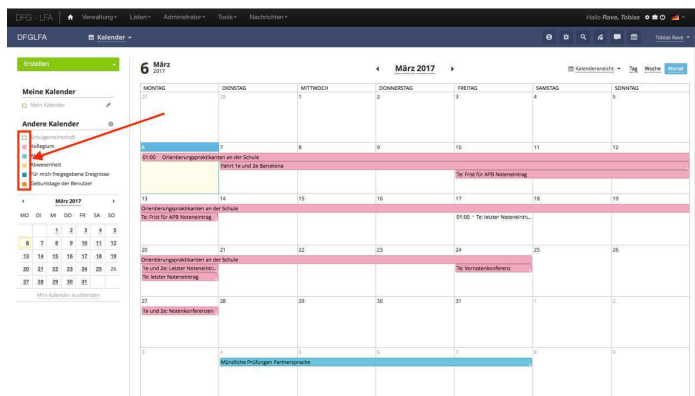 DFG - LFA Verwaltung Listen Administrator Tools Nachrichten Hallo Rave, Tobias
DFGLFA Kalender Tobias Rave
Erstellen
6 März 2017
März 2017
Kalenderansicht Tag Woche Monat
Meine Kalender
Mein Kalender
Andere Kalender
Schulgemeinschaft
Kollegium
Abwesenheit
Für mich freigegebene Ereignisse
Geburtstage der Benutzer
März 2017
MO DI MI DO FR SA SO
1 2 3 4 5
6 7 8 9 10 11 12
13 14 15 16 17 18 19
20 21 22 23 24 25 26
27 28 29 30 31
Mini-Kalender ausblenden
MONTAG DIENSTAG MITTWOCH DONNERSTAG FREITAG SAMSTAG SONNTAG
27 28 1 2 3 4 5
6 7 8 9 10 11 12
01:00 Orientierungspraktikanten an der Schule
Fahrt 1e und 2e Barcelona
Te: Frist für APB Noteneintrag
13 14 15 16 17 18 19
Orientierungspraktikanten an der Schule
Te: Frist für APB Noteneintrag 01:00 Te: letzter Noteneintr...
20 21 22 23 24 25 26
Orientierungspraktikanten an der Schule
1e und 2e: Letzter Noteneintr... Te: Vornotenkonferenz
Te: letzter Noteneintrag
27 28 29 30 31 1 2
1e und 2e: Notenkonferenzen
3 4 5 6 7 8 9
Mündliche Prüfungen Partnersprache